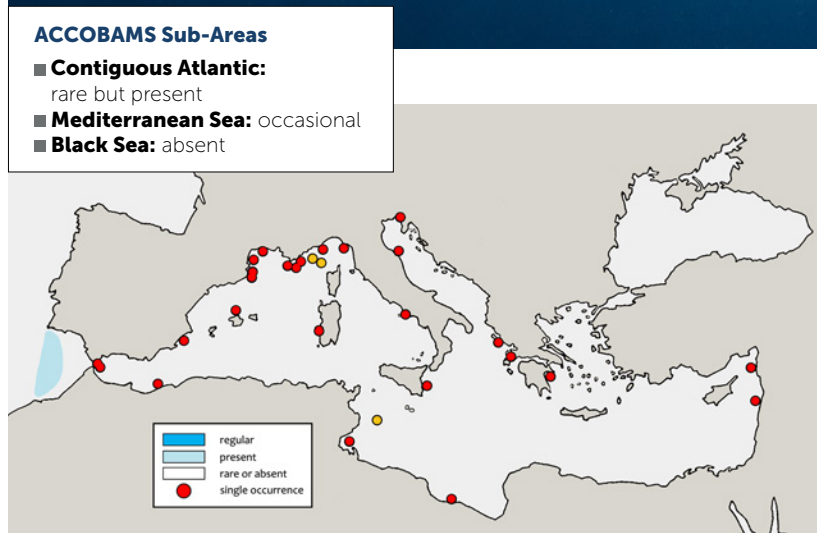 ACCOBAMS Sub-Areas
Contiguous Atlantic:
rare but present
Mediterranean Sea: occasional
Black Sea: absent
regular
present
rare or absent
single occurrence